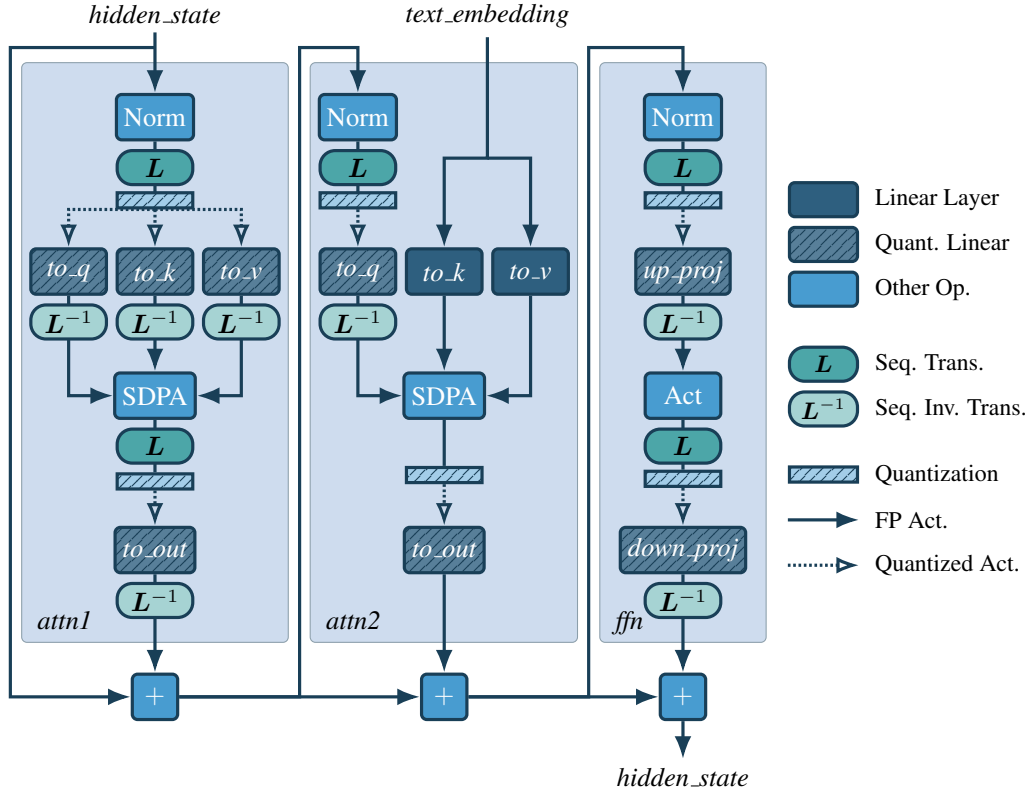 hidden_state
text_embedding
Norm
L
to_q
to_k
to_v
L⁻¹
L⁻¹
L⁻¹
SDPA
L
to_out
L⁻¹
attn1
Norm
L
to_q
to_k
to_v
L⁻¹
SDPA
to_out
attn2
Norm
L
up_proj
L⁻¹
Act
L
down_proj
L⁻¹
ffn
+
+
+
hidden_state
Linear Layer
Quant. Linear
Other Op.
L Seq. Trans.
L⁻¹ Seq. Inv. Trans.
Quantization
FP Act.
Quantized Act.